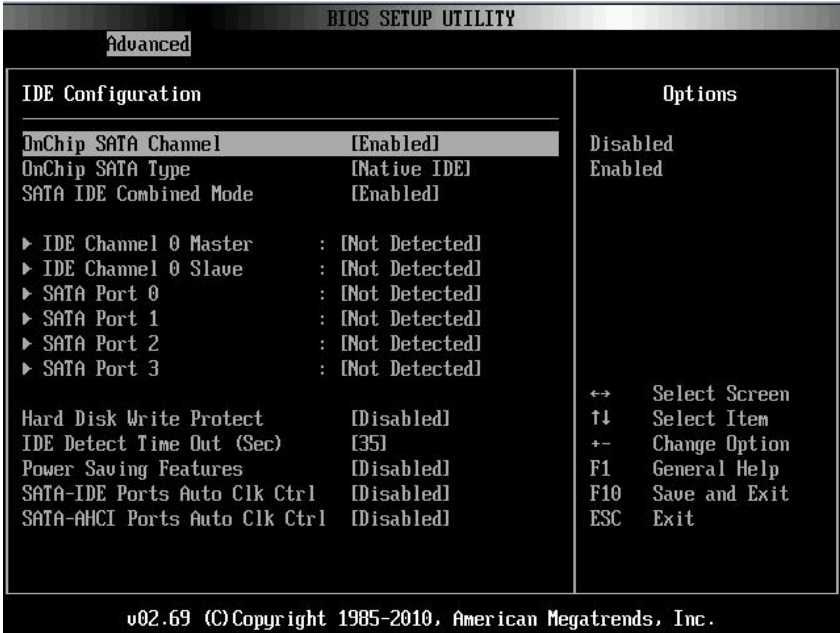 BIOS SETUP UTILITY
Advanced
IDE Configuration
OnChip SATA Channel [Enabled]
OnChip SATA Type [Native IDE]
SATA IDE Combined Mode [Enabled]
▶ IDE Channel 0 Master : [Not Detected]
▶ IDE Channel 0 Slave : [Not Detected]
▶ SATA Port 0 : [Not Detected]
▶ SATA Port 1 : [Not Detected]
▶ SATA Port 2 : [Not Detected]
▶ SATA Port 3 : [Not Detected]
Hard Disk Write Protect [Disabled]
IDE Detect Time Out (Sec) [35]
Power Saving Features [Disabled]
SATA-IDE Ports Auto Clk Ctrl [Disabled]
SATA-AHCI Ports Auto Clk Ctrl [Disabled]
Options
Disabled
Enabled
↔ Select Screen
↑↓ Select Item
+- Change Option
F1 General Help
F10 Save and Exit
ESC Exit
v02.69 (C)Copyright 1985-2010, American Megatrends, Inc.